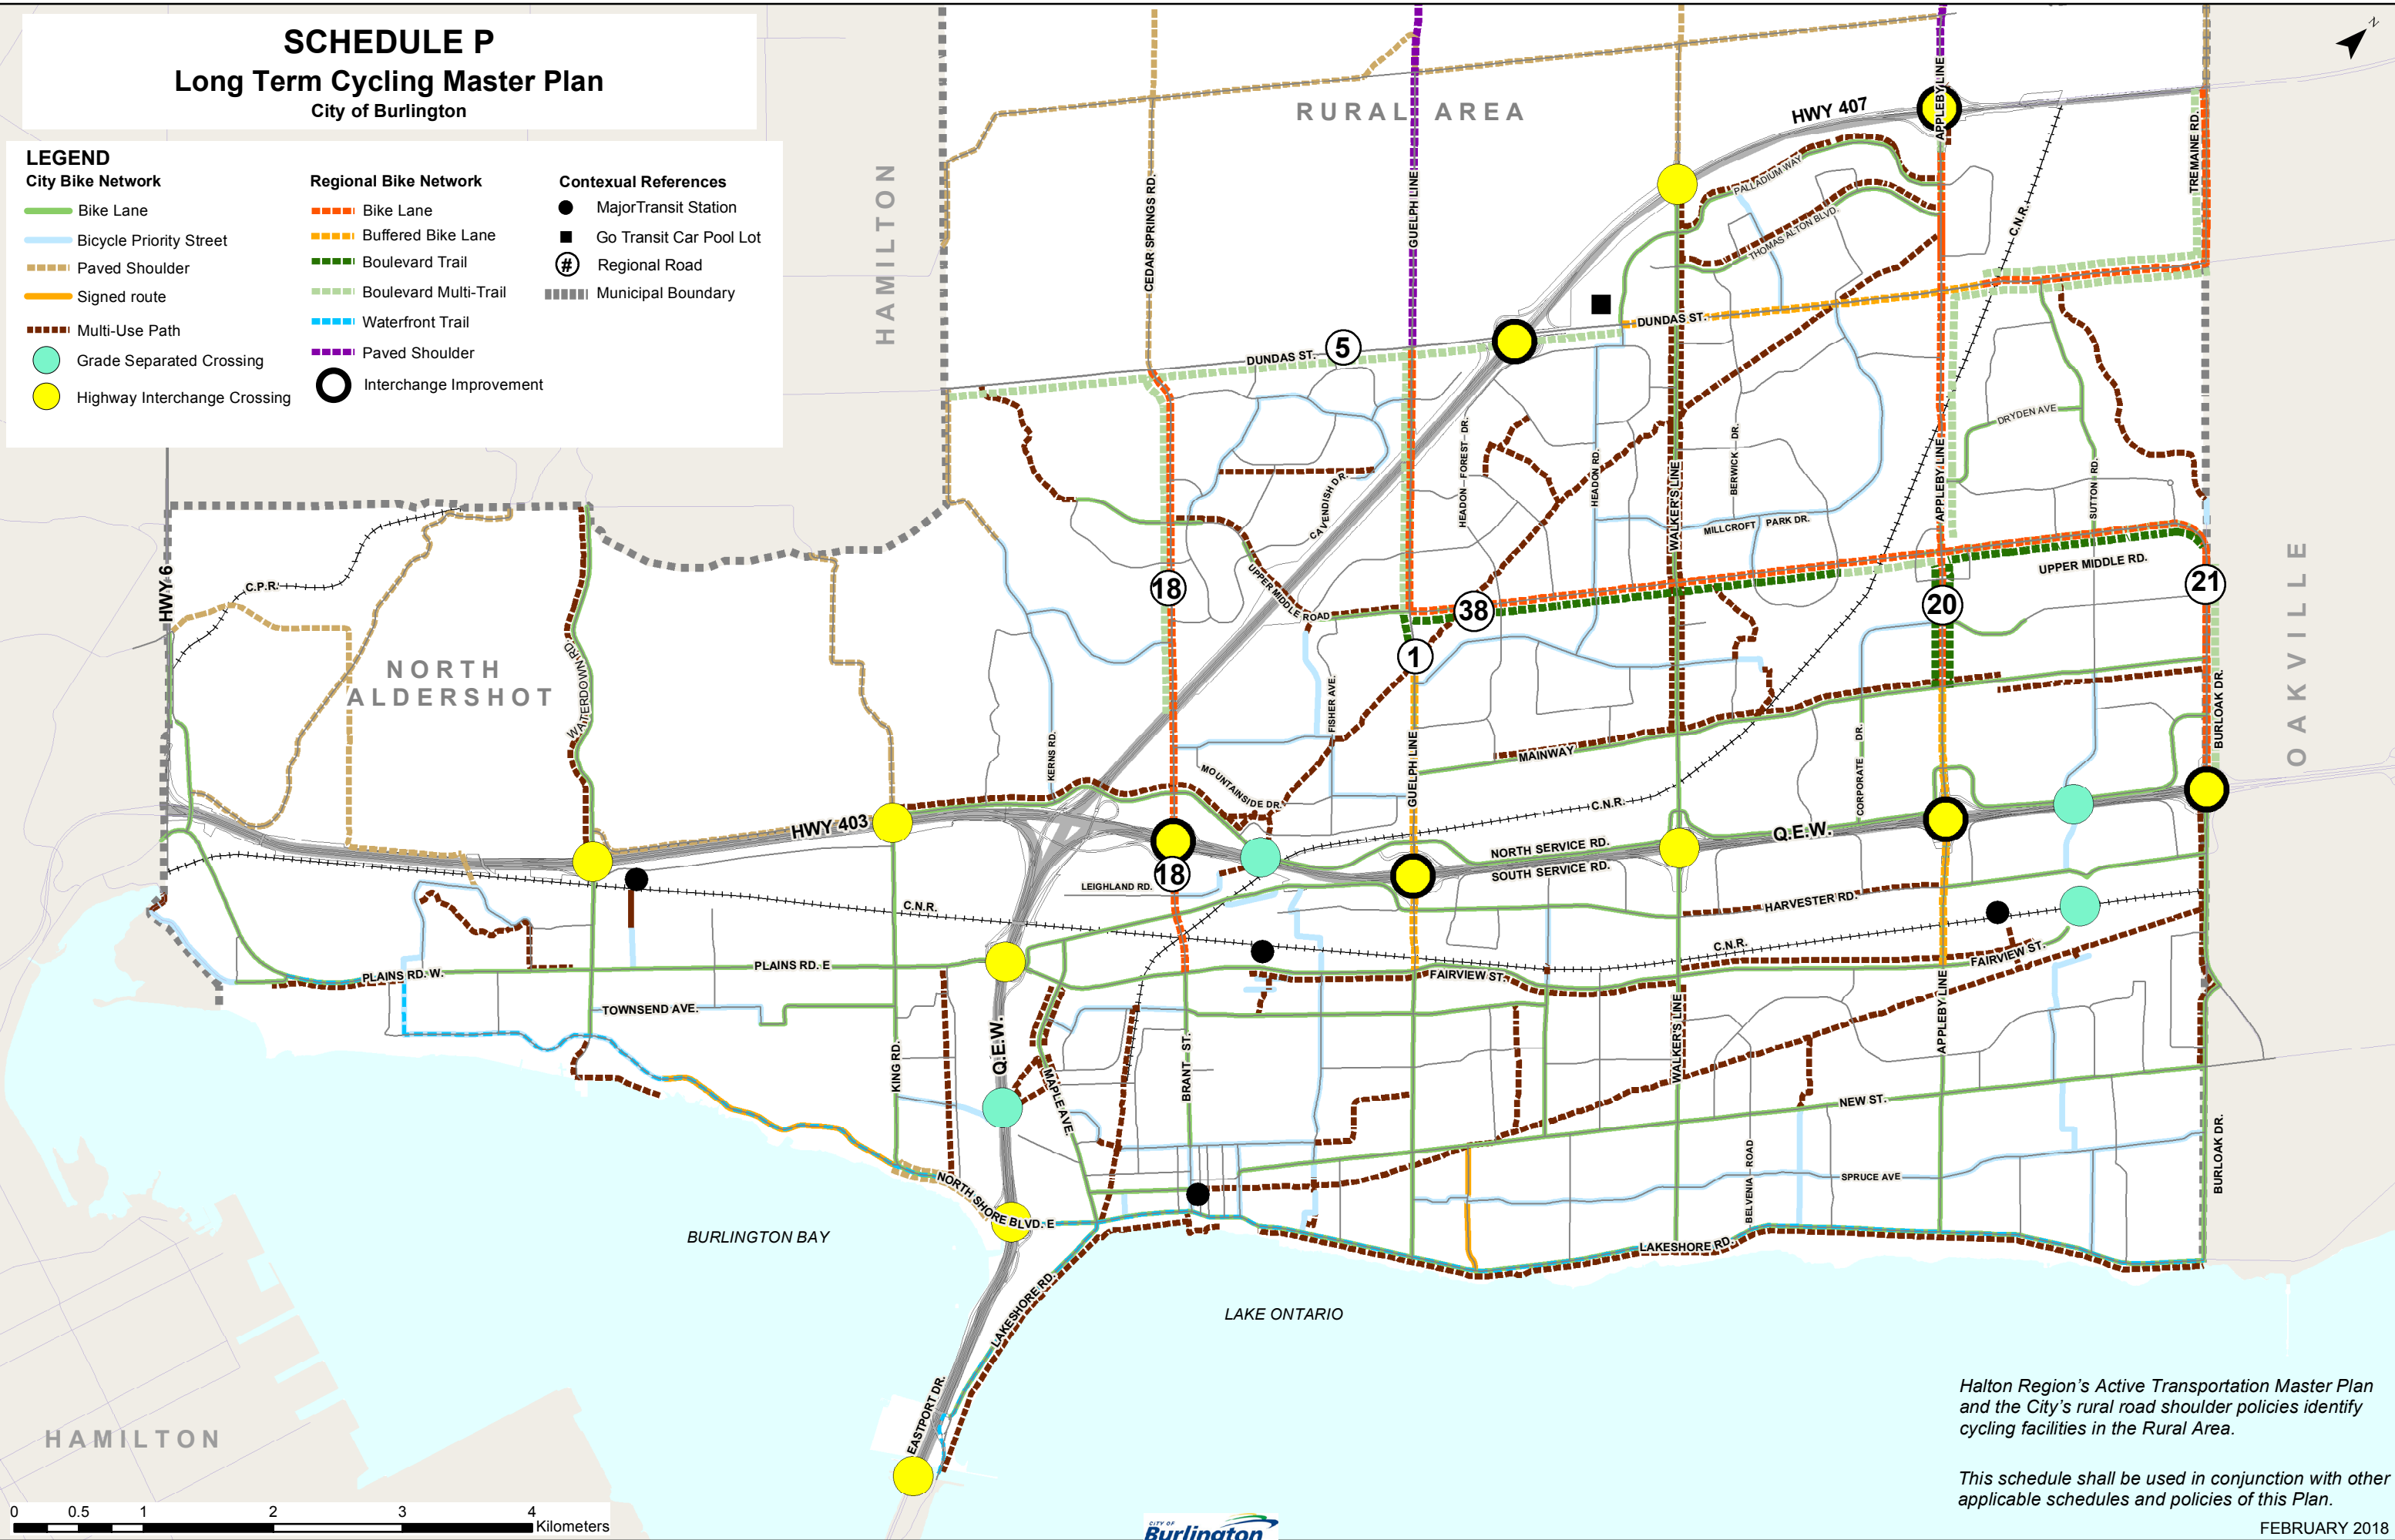 SCHEDULE P
Long Term Cycling Master Plan
City of Burlington
LEGEND
City Bike Network
Bike Lane
Bicycle Priority Street
Paved Shoulder
Signed route
Multi-Use Path
Grade Separated Crossing
Highway Interchange Crossing
Regional Bike Network
Bike Lane
Buffered Bike Lane
Boulevard Trail
Boulevard Multi-Trail
Waterfront Trail
Paved Shoulder
Interchange Improvement
Contexual References
MajorTransit Station
Go Transit Car Pool Lot
# Regional Road
Municipal Boundary
N
RURAL AREA
HAMILTON
HWY 407
APPLEBY LINE
TREMAINE RD.
CEDAR SPRINGS RD.
GUELPH LINE
PALLADIUM WAY
THOMAS ALTON BLVD.
C.N.R.
DUNDAS ST.
5
DUNDAS ST.
DRYDEN AVE
HEADON FOREST DR.
HEADON RD.
BERWICK DR.
WALKER'S LINE
APPLEBY LINE
SUTTON RD.
CAVENDISH DR.
MILLCROFT PARK DR.
UPPER MIDDLE RD.
UPPER MIDDLE ROAD
18
38
1
20
21
HWY 6
C.P.R.
NORTH
ALDERSHOT
WATERDOWN RD.
OAKVILLE
KERNS RD.
FISHER AVE.
GUELPH LINE
MAINWAY
CORPORATE DR.
BURLOAK DR.
MOUNTAINSIDE DR.
C.N.R.
HWY 403
Q.E.W.
NORTH SERVICE RD.
SOUTH SERVICE RD.
18
LEIGHLAND RD.
C.N.R.
HARVESTER RD.
C.N.R.
PLAINS RD. W.
PLAINS RD. E
FAIRVIEW ST.
FAIRVIEW ST.
TOWNSEND AVE.
KING RD.
Q.E.W.
MAPLE AVE.
BRANT ST.
WALKER'S LINE
APPLEBY LINE
NEW ST.
BELVENIA ROAD
SPRUCE AVE
BURLOAK DR.
NORTH SHORE BLVD. E
LAKESHORE RD.
BURLINGTON BAY
LAKESHORE RD.
LAKE ONTARIO
EASTPORT DR.
HAMILTON
Halton Region's Active Transportation Master Plan
and the City's rural road shoulder policies identify
cycling facilities in the Rural Area.
This schedule shall be used in conjunction with other
applicable schedules and policies of this Plan.
FEBRUARY 2018
0 0.5 1 2 3 4
Kilometers
CITY OF
Burlington